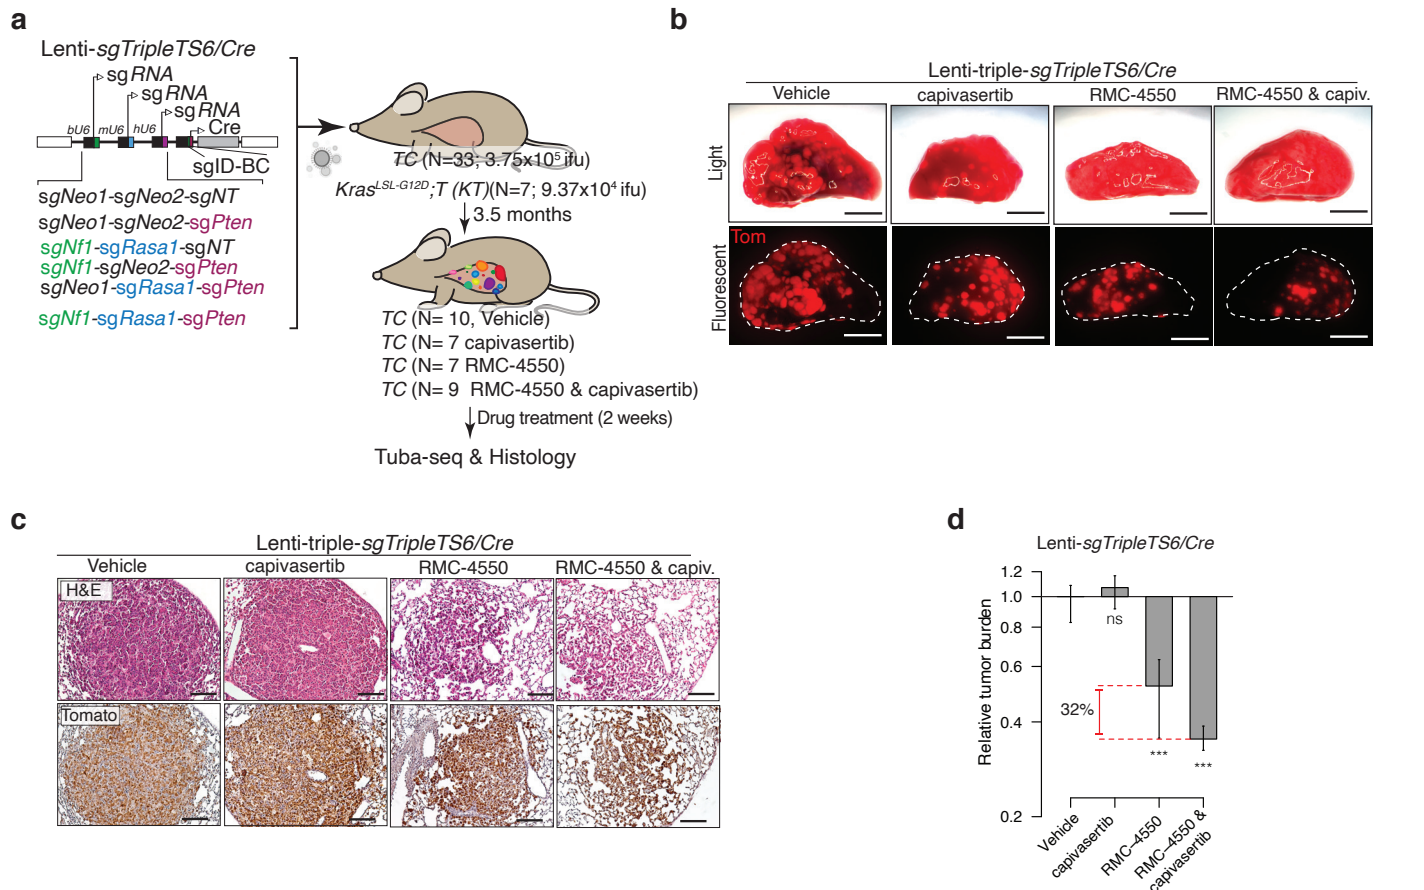 a
Lenti-sgTripleTS6/Cre
sgRNA
sgRNA
sgRNA
bU6 mU6 hU6 Cre
sgID-BC
sgNeo1-sgNeo2-sgNT
sgNeo1-sgNeo2-sgPten
sgNf1-sgRasa1-sgNT
sgNf1-sgNeo2-sgPten
sgNeo1-sgRasa1-sgPten
sgNf1-sgRasa1-sgPten
TC (N=33; 3.75x10⁵ ifu)
Kras^LSL-G12D;T (KT)(N=7; 9.37x10⁴ ifu)
3.5 months
TC (N= 10, Vehicle)
TC (N= 7 capivasertib)
TC (N= 7 RMC-4550)
TC (N= 9 RMC-4550 & capivasertib)
Drug treatment (2 weeks)
Tuba-seq & Histology
b
Lenti-triple-sgTripleTS6/Cre
Vehicle capivasertib RMC-4550 RMC-4550 & capiv.
Light
Fluorescent
Tom
c
Lenti-triple-sgTripleTS6/Cre
Vehicle capivasertib RMC-4550 RMC-4550 & capiv.
H&E
Tomato
d
Lenti-sgTripleTS6/Cre
Relative tumor burden
1.2
1.0
0.8
0.6
0.4
0.2
ns
32%
***
***
Vehicle
capivasertib
RMC–4550
RMC–4550 &
capivasertib